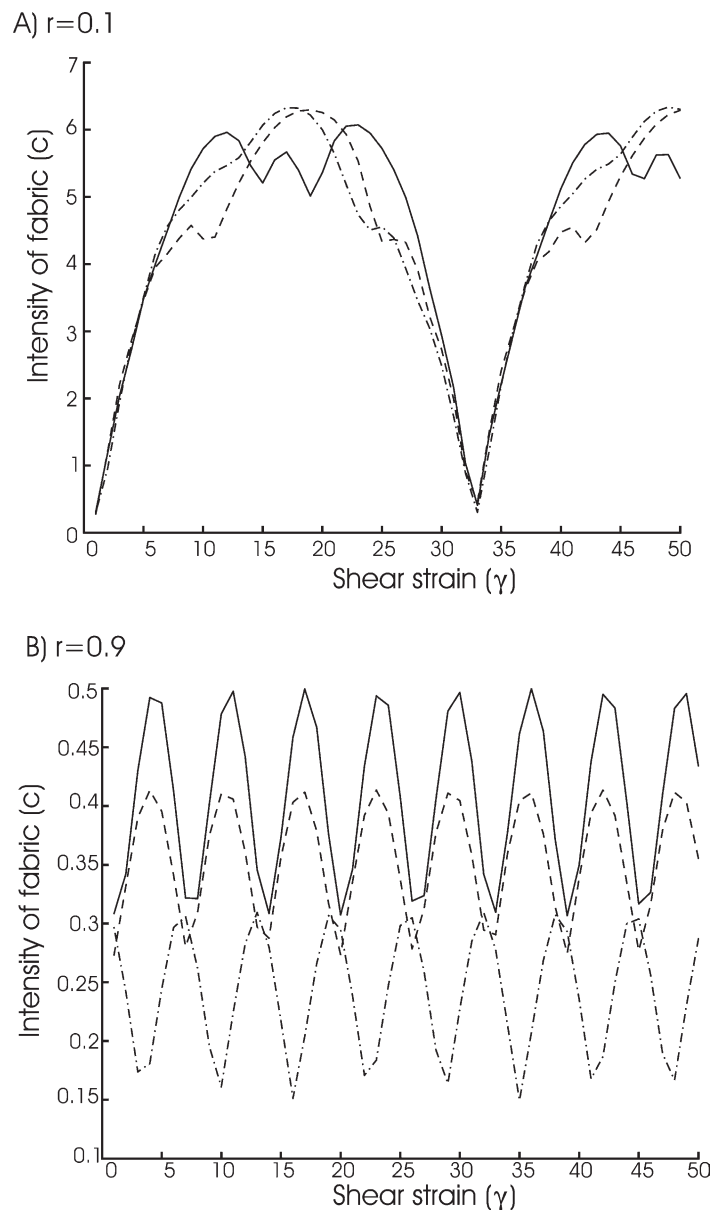 A) r=0.1
7
6
5
4
3
2
1
0
Intensity of fabric (c)
0 5 10 15 20 25 30 35 40 45 50
Shear strain (γ)
B) r=0.9
0.5
0.45
0.4
0.35
0.3
0.25
0.2
0.15
0.1
Intensity of fabric (c)
0 5 10 15 20 25 30 35 40 45 50
Shear strain (γ)